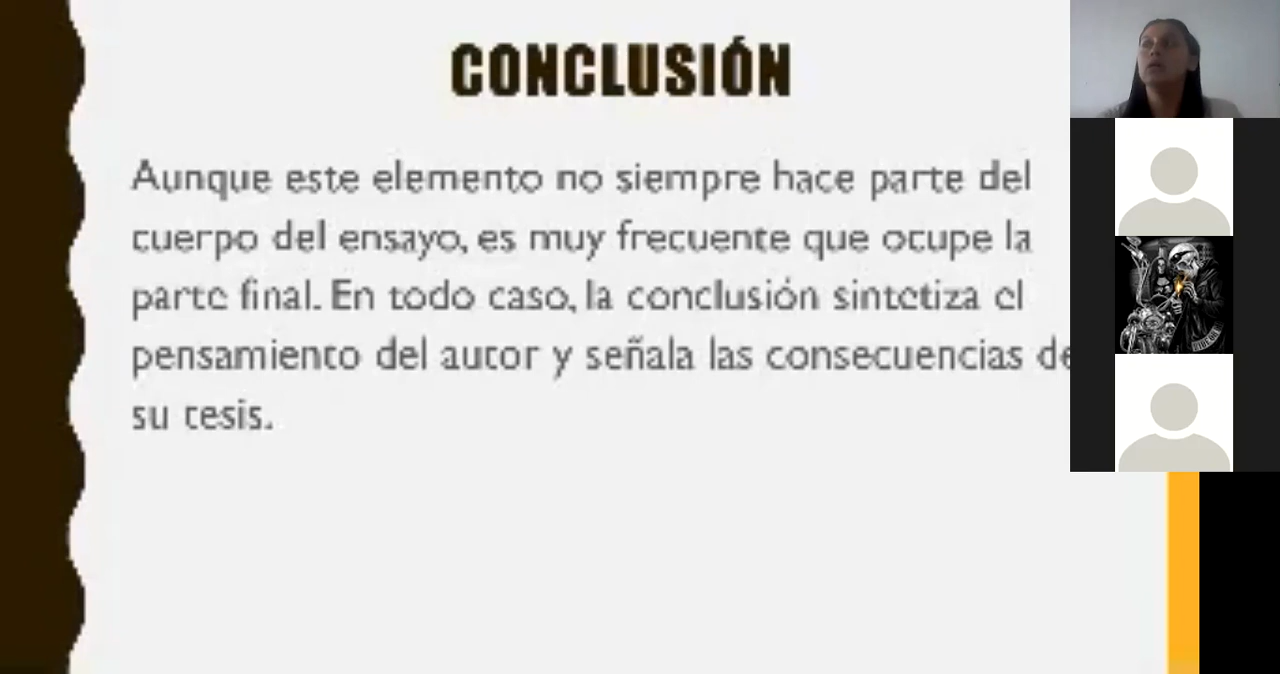 CONCLUSIÓN
Aunque este elemento no siempre hace parte del
cuerpo del ensayo, es muy frecuente que ocupe la
parte final. En todo caso, la conclusión sintetiza el
pensamiento del autor y señala las consecuencias de
su tesis.